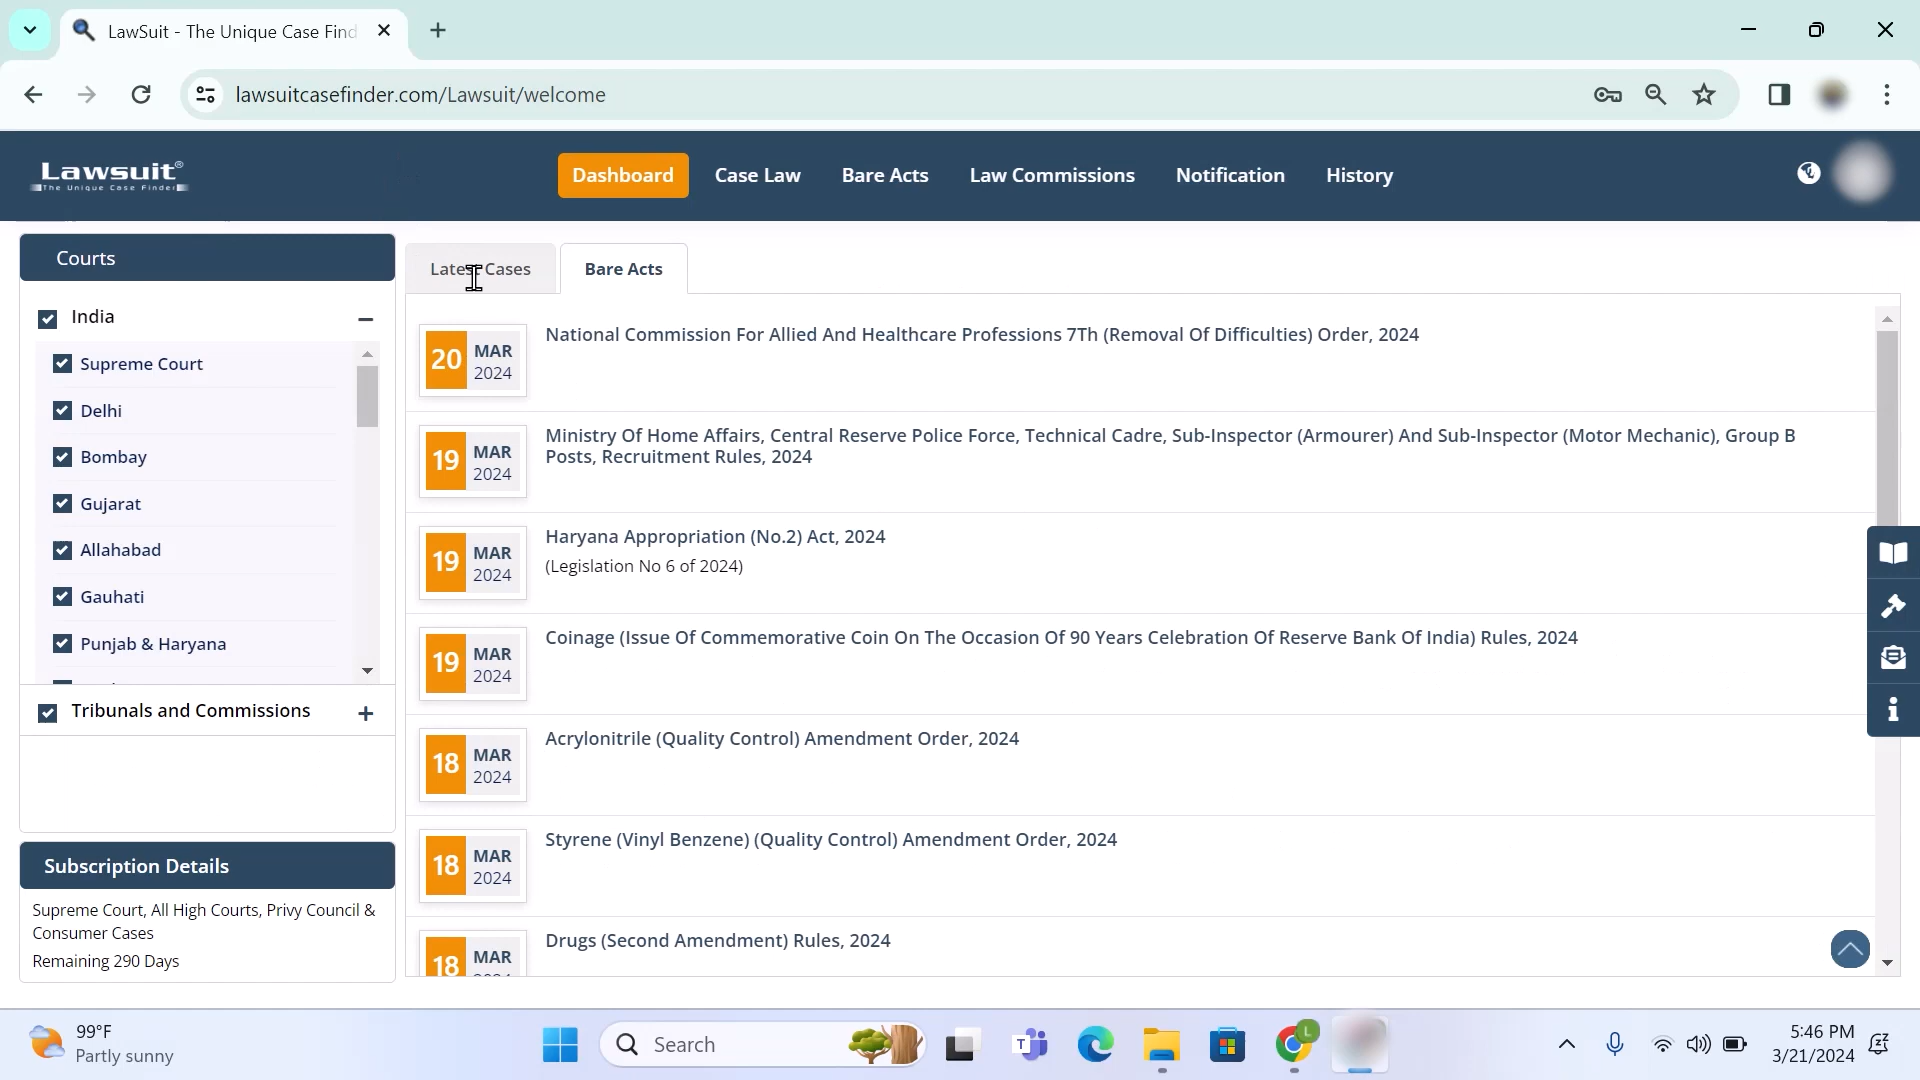 LawSuit - The Unique Case Find
lawsuitcasefinder.com/Lawsuit/welcome
Lawsuit®
The Unique Case Finder
Dashboard
Case Law
Bare Acts
Law Commissions
Notification
History
Courts
India
Supreme Court
Delhi
Bombay
Gujarat
Allahabad
Gauhati
Punjab & Haryana
Tribunals and Commissions
Subscription Details
Supreme Court, All High Courts, Privy Council &
Consumer Cases
Remaining 290 Days
Latest Cases
Bare Acts
20 MAR
2024
National Commission For Allied And Healthcare Professions 7Th (Removal Of Difficulties) Order, 2024
19 MAR
2024
Ministry Of Home Affairs, Central Reserve Police Force, Technical Cadre, Sub-Inspector (Armourer) And Sub-Inspector (Motor Mechanic), Group B
Posts, Recruitment Rules, 2024
19 MAR
2024
Haryana Appropriation (No.2) Act, 2024
(Legislation No 6 of 2024)
19 MAR
2024
Coinage (Issue Of Commemorative Coin On The Occasion Of 90 Years Celebration Of Reserve Bank Of India) Rules, 2024
18 MAR
2024
Acrylonitrile (Quality Control) Amendment Order, 2024
18 MAR
2024
Styrene (Vinyl Benzene) (Quality Control) Amendment Order, 2024
18 MAR
Drugs (Second Amendment) Rules, 2024
99°F
Partly sunny
Search
L
5:46 PM
3/21/2024